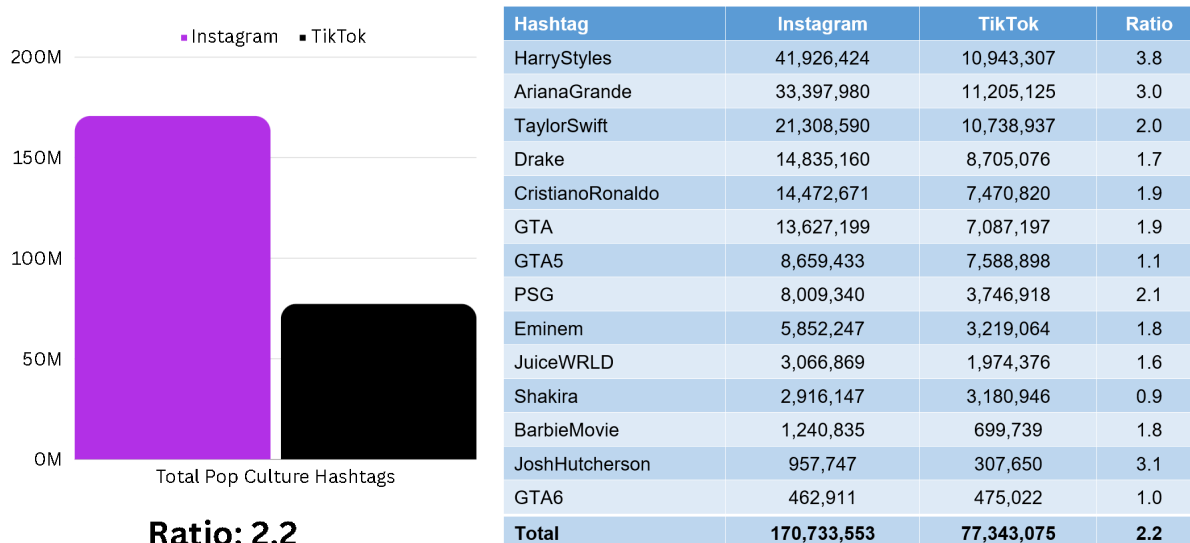 Instagram TikTok
200M
150M
100M
50M
0M
Total Pop Culture Hashtags
Ratio: 2.2
Hashtag Instagram TikTok Ratio
HarryStyles 41,926,424 10,943,307 3.8
ArianaGrande 33,397,980 11,205,125 3.0
TaylorSwift 21,308,590 10,738,937 2.0
Drake 14,835,160 8,705,076 1.7
CristianoRonaldo 14,472,671 7,470,820 1.9
GTA 13,627,199 7,087,197 1.9
GTA5 8,659,433 7,588,898 1.1
PSG 8,009,340 3,746,918 2.1
Eminem 5,852,247 3,219,064 1.8
JuiceWRLD 3,066,869 1,974,376 1.6
Shakira 2,916,147 3,180,946 0.9
BarbieMovie 1,240,835 699,739 1.8
JoshHutcherson 957,747 307,650 3.1
GTA6 462,911 475,022 1.0
Total 170,733,553 77,343,075 2.2